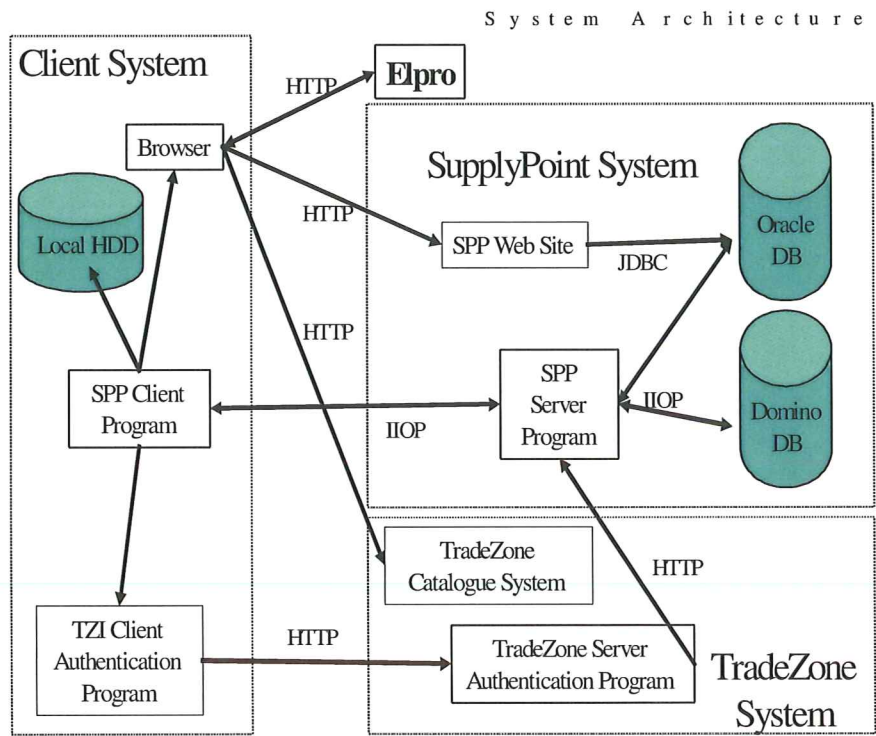 System Architecture
Client System
HTTP
Elpro
Browser
SupplyPoint System
HTTP
Local HDD
SPP Web Site
JDBC
Oracle
DB
HTTP
SPP Client
Program
IIOP
SPP
Server
Program
IIOP
Domino
DB
TradeZone
Catalogue System
HTTP
TZI Client
Authentication
Program
HTTP
TradeZone Server
Authentication Program
TradeZone
System